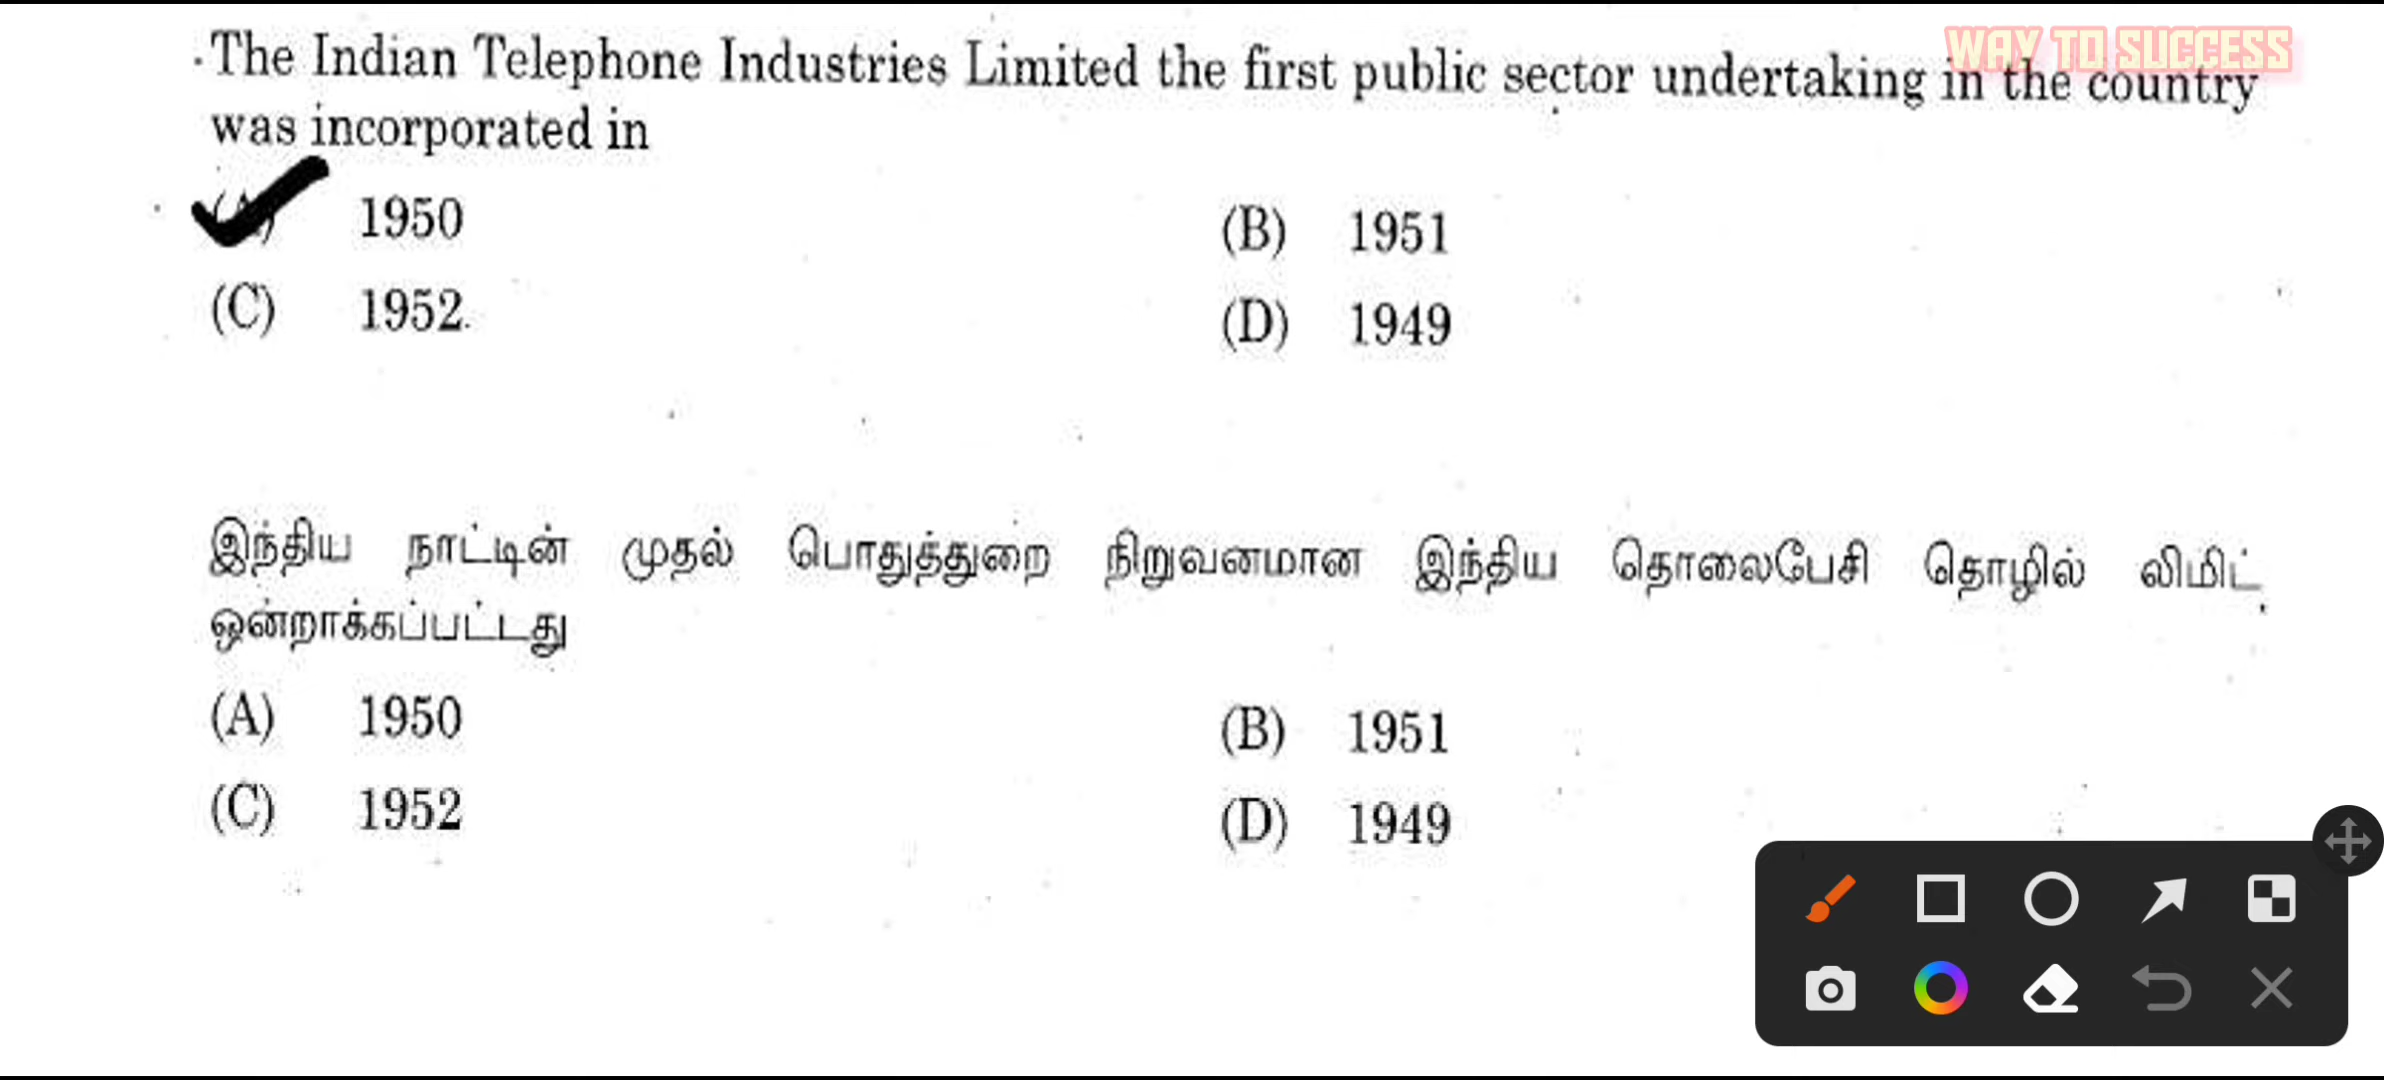 WAY TO SUCCESS
The Indian Telephone Industries Limited the first public sector undertaking in the country
was incorporated in
(A) 1950 (B) 1951
(C) 1952 (D) 1949
இந்திய நாட்டின் முதல் பொதுத்துறை நிறுவனமான இந்திய தொலைபேசி தொழில் லிமிட்
ஒன்றாக்கப்பட்டது
(A) 1950 (B) 1951
(C) 1952 (D) 1949